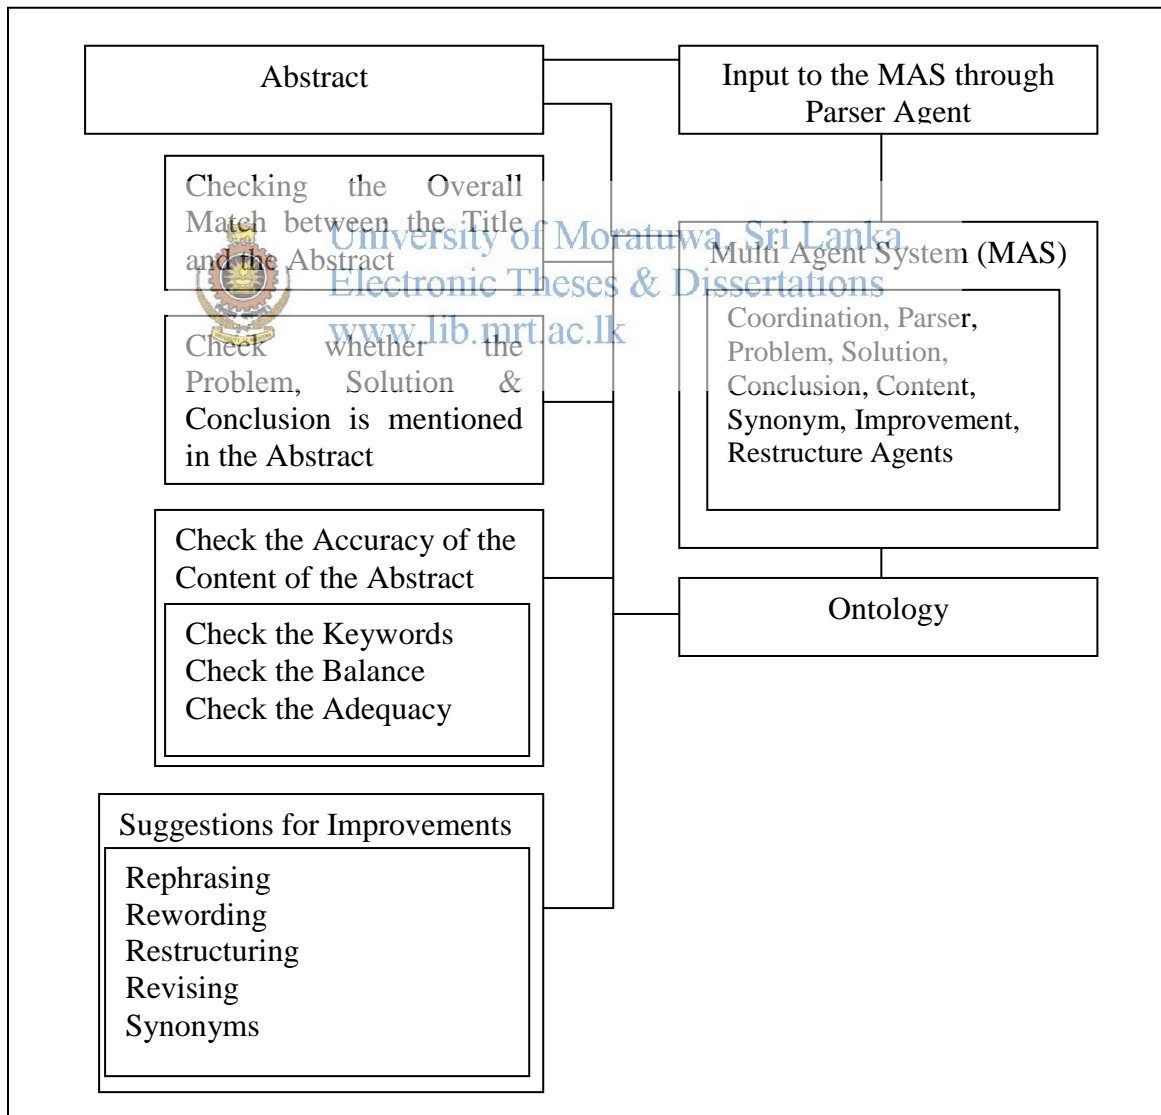 Abstract
Input to the MAS through
Parser Agent
Checking the Overall
Match between the Title
and the Abstract
University of Moratuwa, Sri Lanka.
Electronic Theses & Dissertations
www.lib.mrt.ac.lk
Check whether the
Problem, Solution &
Conclusion is mentioned
in the Abstract
Multi Agent System (MAS)
Coordination, Parser,
Problem, Solution,
Conclusion, Content,
Synonym, Improvement,
Restructure Agents
Check the Accuracy of the
Content of the Abstract
Check the Keywords
Check the Balance
Check the Adequacy
Ontology
Suggestions for Improvements
Rephrasing
Rewording
Restructuring
Revising
Synonyms